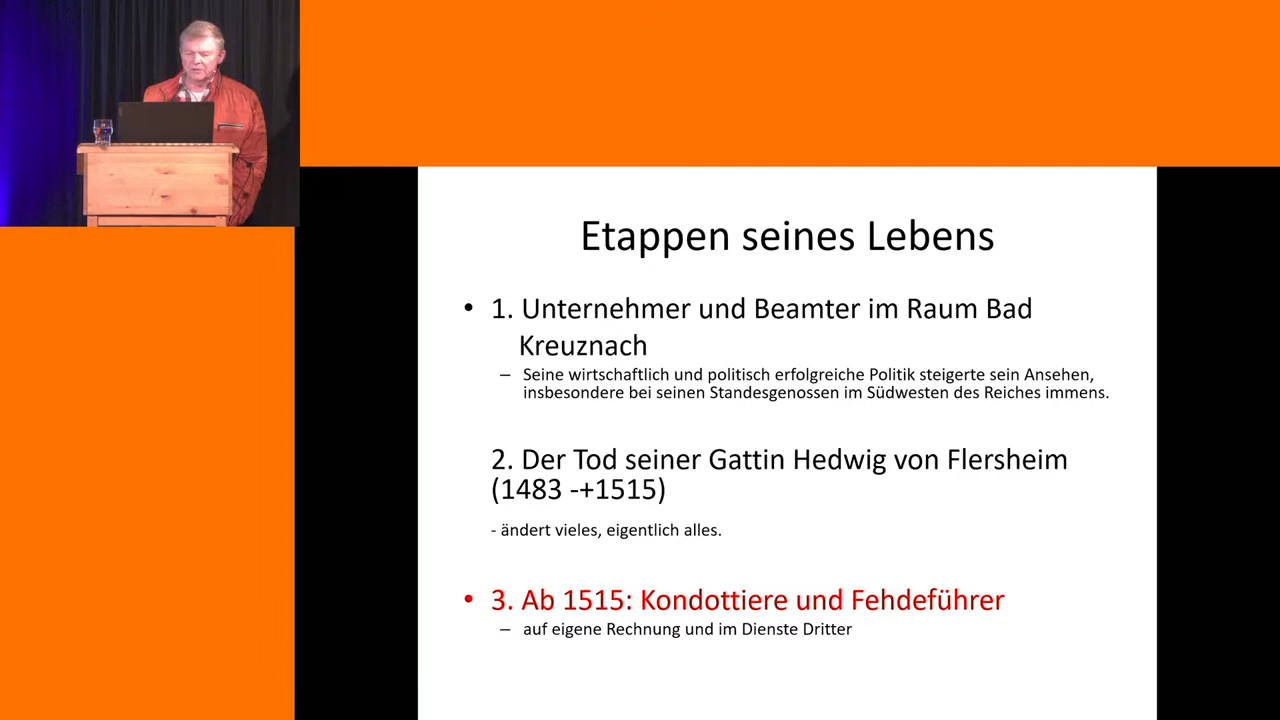 Etappen seines Lebens
• 1. Unternehmer und Beamter im Raum Bad
Kreuznach
– Seine wirtschaftlich und politisch erfolgreiche Politik steigerte sein Ansehen,
insbesondere bei seinen Standesgenossen im Südwesten des Reiches immens.
2. Der Tod seiner Gattin Hedwig von Flersheim
(1483 -+1515)
- ändert vieles, eigentlich alles.
• 3. Ab 1515: Kondottiere und Fehdeführer
– auf eigene Rechnung und im Dienste Dritter